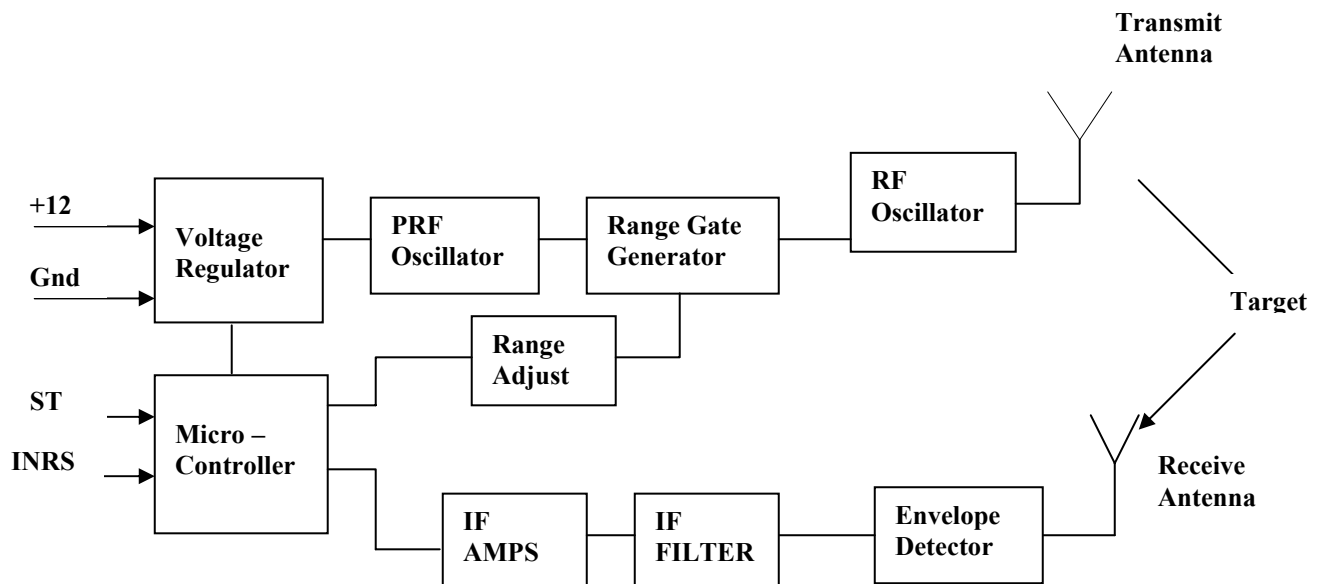 Transmit
Antenna
+12
Gnd
Voltage
Regulator
PRF
Oscillator
Range Gate
Generator
RF
Oscillator
Target
Range
Adjust
ST
INRS
Micro –
Controller
IF
AMPS
IF
FILTER
Envelope
Detector
Receive
Antenna